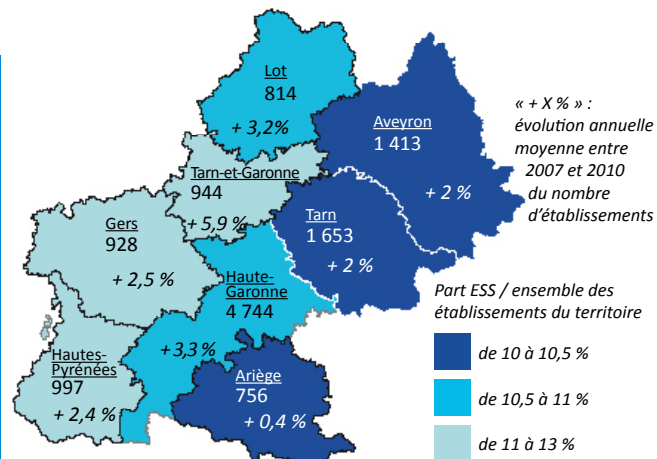 Lot
814
+ 3,2%
Aveyron
1 413
+ 2 %
« + X % » :
évolution annuelle
moyenne entre
2007 et 2010
du nombre
d’établissements
Tarn-et-Garonne
944
+ 5,9 %
Tarn
1 653
+ 2 %
Gers
928
+ 2,5 %
Haute-
Garonne
4 744
+3,3 %
Hautes-
Pyrénées
997
+ 2,4 %
Ariège
756
+ 0,4 %
Part ESS / ensemble des
établissements du territoire
de 10 à 10,5 %
de 10,5 à 11 %
de 11 à 13 %